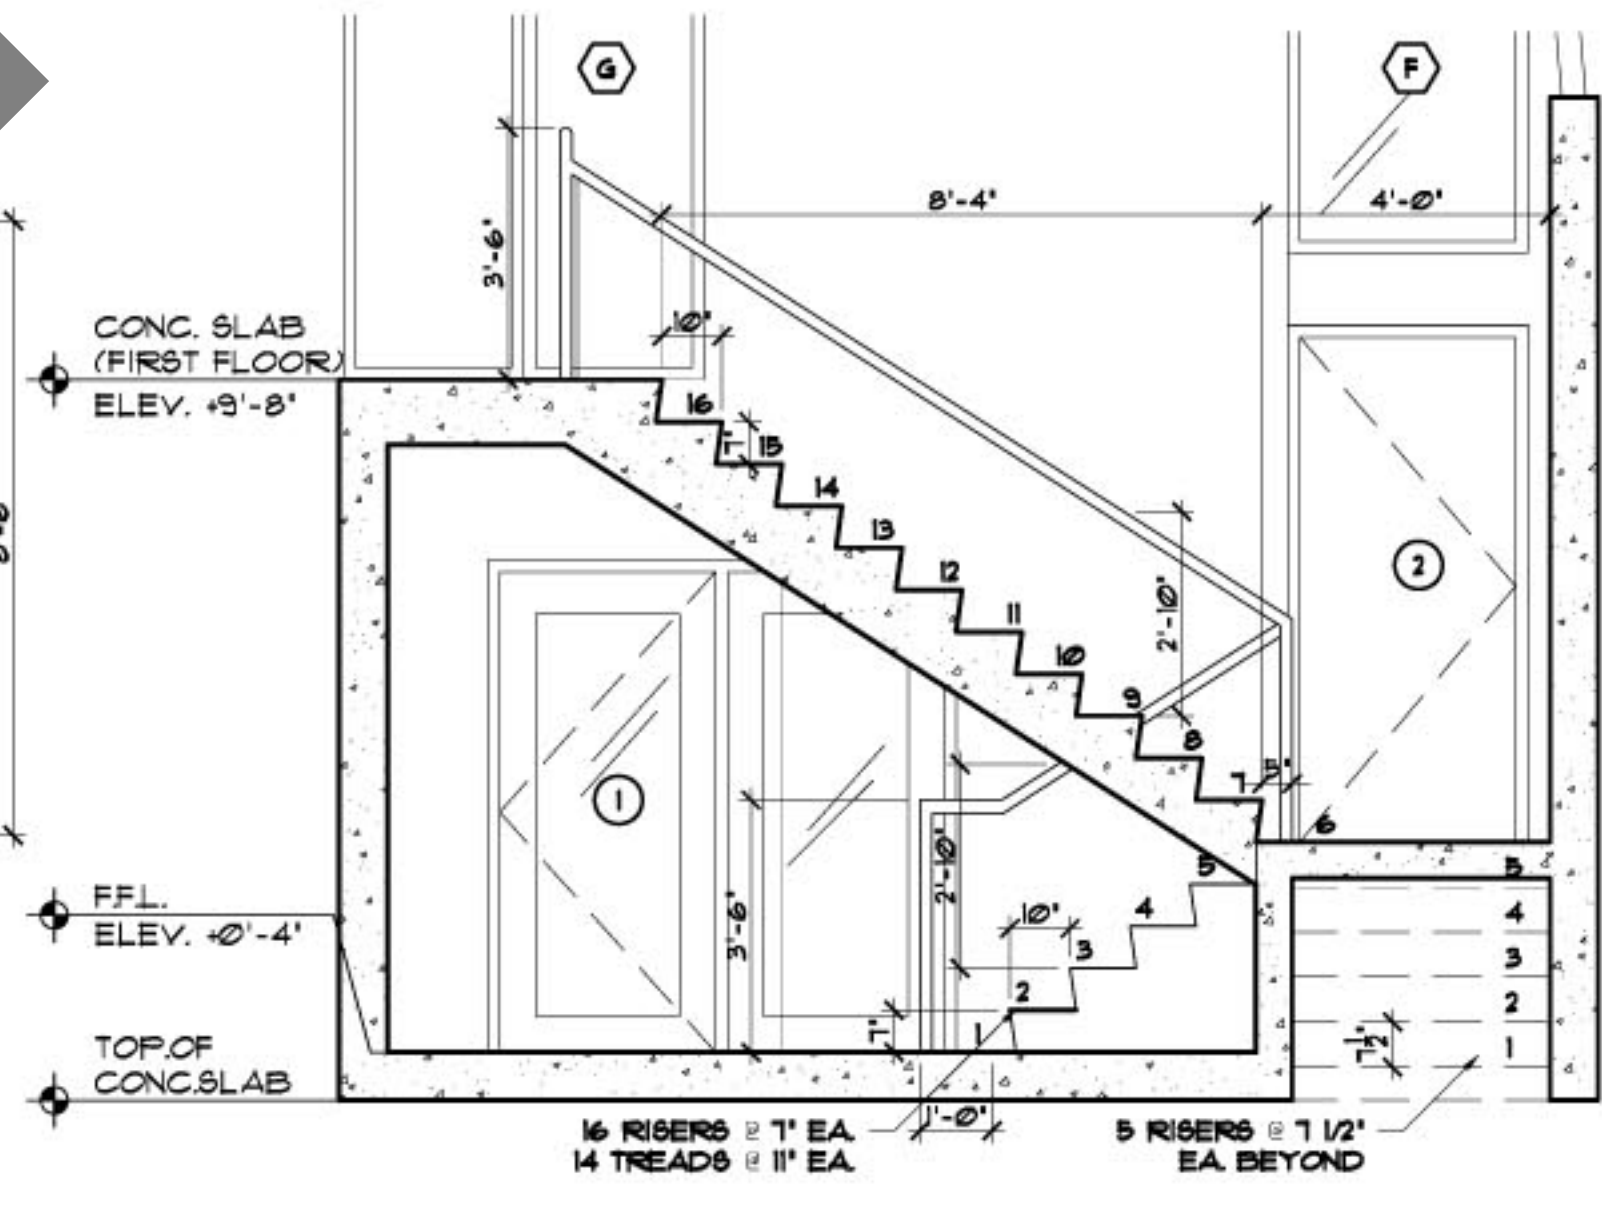 G
F
8'-4"
4'-0"
3'-6"
10"
CONC. SLAB
(FIRST FLOOR)
ELEV. +9'-8"
16
7"
15
14
13
12
11
10
9
8
7
5"
6
2'-10"
2
1
3'-6"
2'-10"
F.F.L.
ELEV. +0'-4"
5
4
10"
3
2
1
7"
5
4
3
2
1
7 1/2"
TOP.OF
CONC.SLAB
1'-0"
16 RISERS @ 7" EA.
14 TREADS @ 11" EA.
5 RISERS @ 7 1/2"
EA. BEYOND